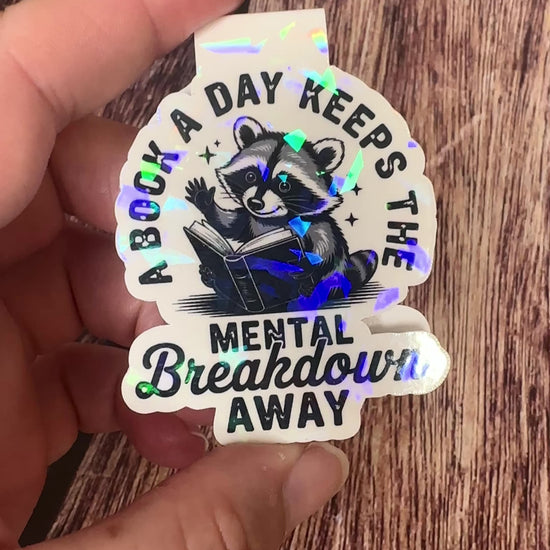 A BOOK A DAY KEEPS THE
MENTAL
Breakdown
AWAY